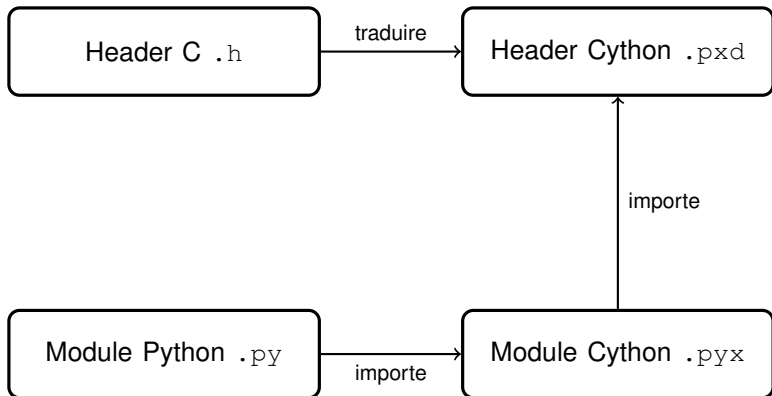 Header C .h
traduire
Header Cython .pxd
importe
Module Python .py
importe
Module Cython .pyx